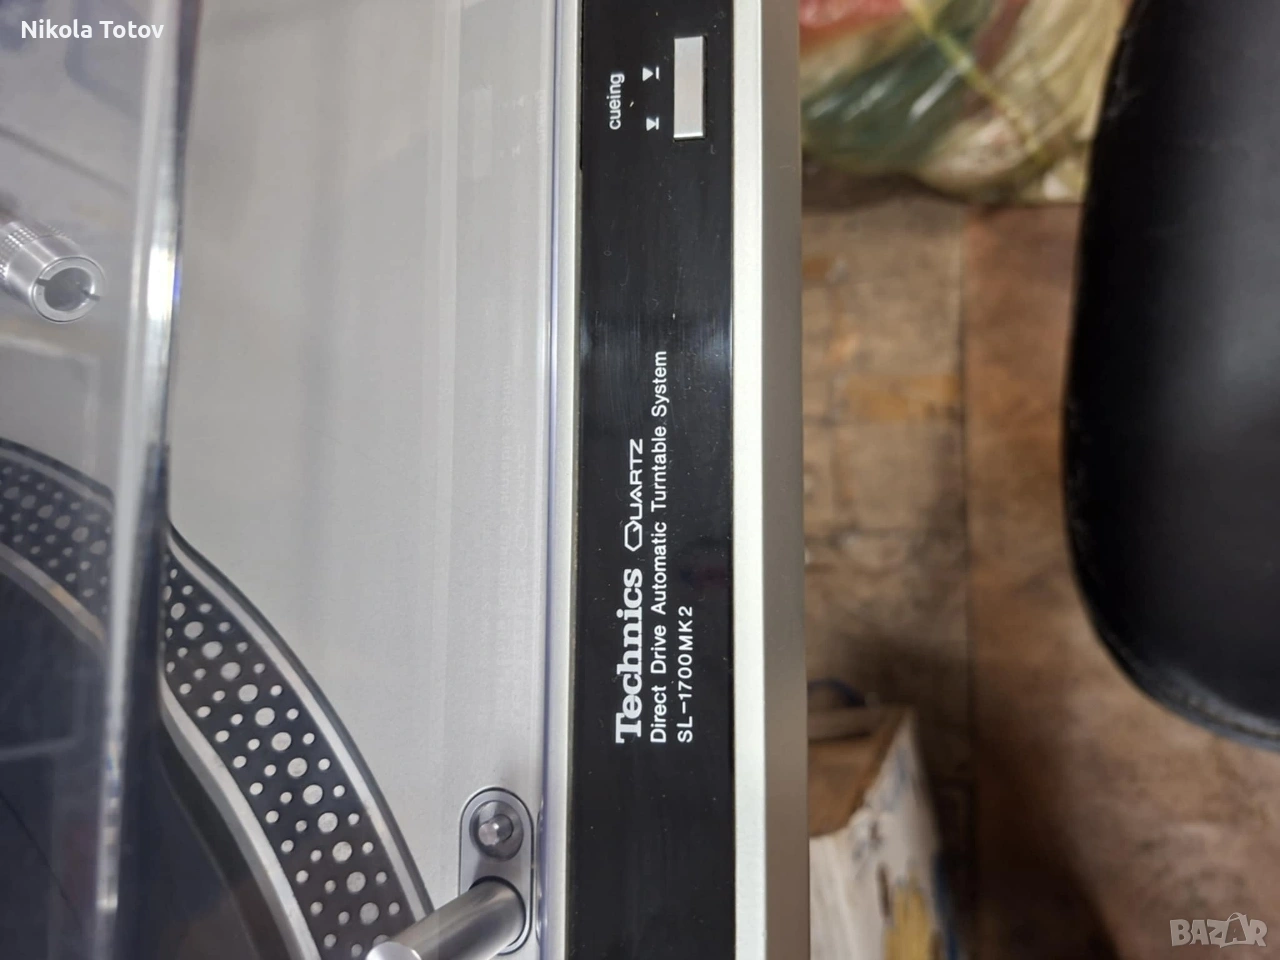 Nikola Totov
cueing
Technics QUARTZ
Direct Drive Automatic Turntable System
SL-1700MK2
BAZAR